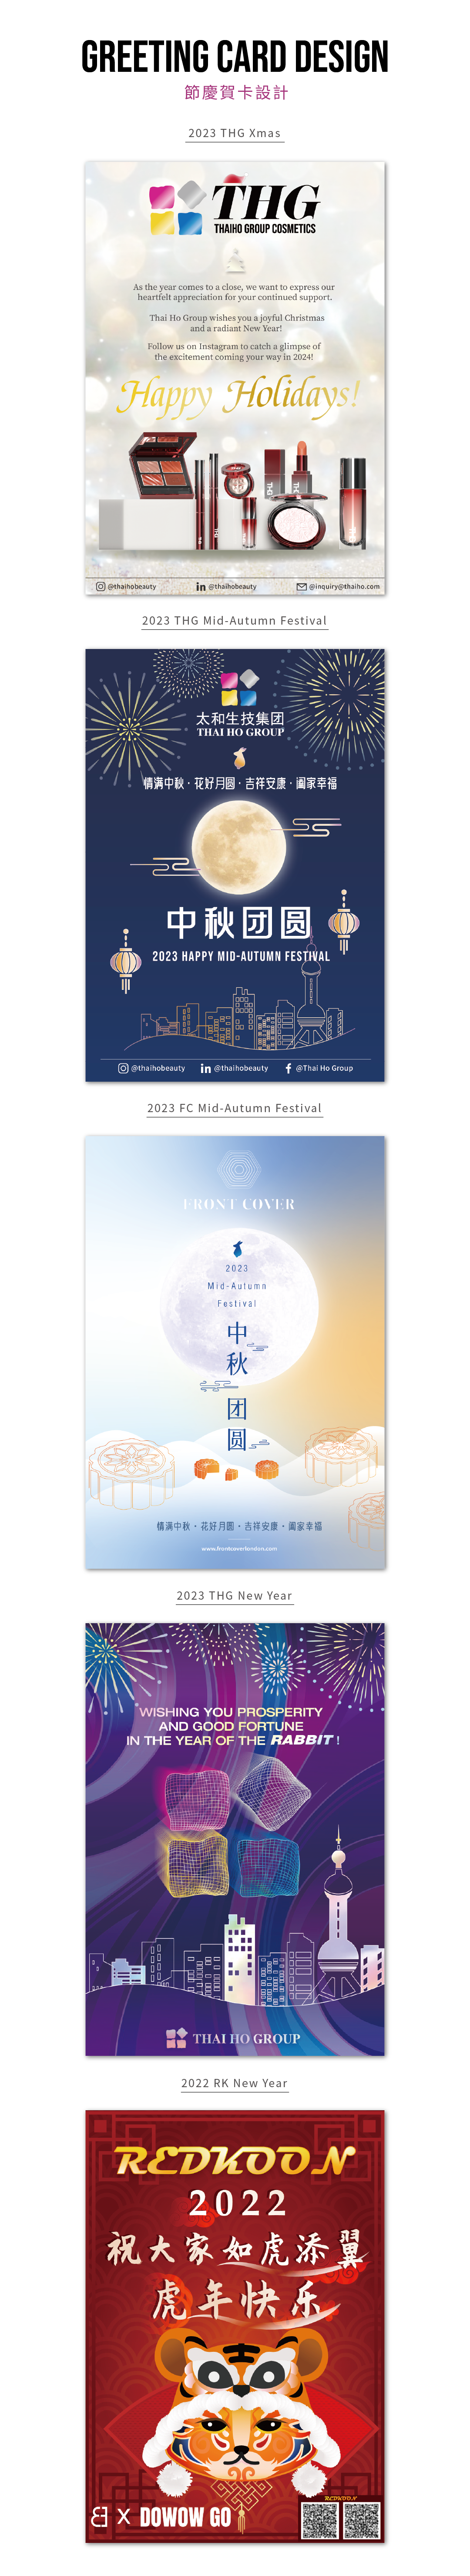 GREETING CARD DESIGN
節慶賀卡設計
2023 THG Xmas
THG
THAIHO GROUP COSMETICS
As the year comes to a close, we want to express our
heartfelt appreciation for your continued support.
Thai Ho Group wishes you a joyful Christmas
and a radiant New Year!
Follow us on Instagram to catch a glimpse of
the excitement coming your way in 2024!
Happy Holidays!
THG
THG
@thaihobeauty
in @thaihobeauty
@inquiry@thaiho.com
2023 THG Mid-Autumn Festival
太和生技集团
THAI HO GROUP
情满中秋·花好月圆·吉祥安康·阖家幸福
中秋团圆
2023 HAPPY MID-AUTUMN FESTIVAL
@thaihobeauty
in @thaihobeauty
f @Thai Ho Group
2023 FC Mid-Autumn Festival
FRONT COVER
2023
Mid-Autumn
Festival
中
秋
团
圆
情满中秋·花好月圆·吉祥安康·阖家幸福
www.frontcoverlondon.com
2023 THG New Year
WISHING YOU PROSPERITY
AND GOOD FORTUNE
IN THE YEAR OF THE RABBIT !
THAI HO GROUP
2022 RK New Year
REDKOON
2022
祝大家如虎添翼
虎年快乐
X DOWOW GO
REDKOON